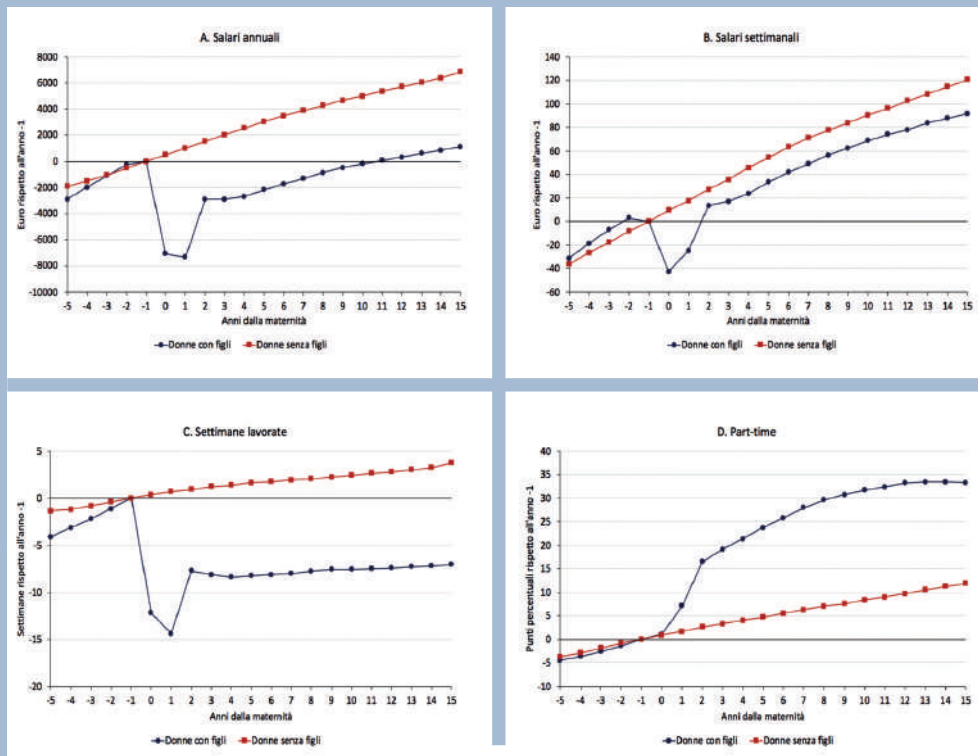 A. Salari annuali
Euro rispetto all'anno -1
8000
6000
4000
2000
0
-2000
-4000
-6000
-8000
-10000
-5 -4 -3 -2 -1 0 1 2 3 4 5 6 7 8 9 10 11 12 13 14 15
Anni dalla maternità
Donne con figli Donne senza figli
B. Salari settimanali
Euro rispetto all'anno -1
140
120
100
80
60
40
20
0
-20
-40
-60
-5 -4 -3 -2 -1 0 1 2 3 4 5 6 7 8 9 10 11 12 13 14 15
Anni dalla maternità
Donne con figli Donne senza figli
C. Settimane lavorate
Settimane rispetto all'anno -1
5
0
-5
-10
-15
-20
-5 -4 -3 -2 -1 0 1 2 3 4 5 6 7 8 9 10 11 12 13 14 15
Anni dalla maternità
Donne con figli Donne senza figli
D. Part-time
Punti percentuali rispetto all'anno -1
40
35
30
25
20
15
10
5
0
-5
-10
-5 -4 -3 -2 -1 0 1 2 3 4 5 6 7 8 9 10 11 12 13 14 15
Anni dalla maternità
Donne con figli Donne senza figli